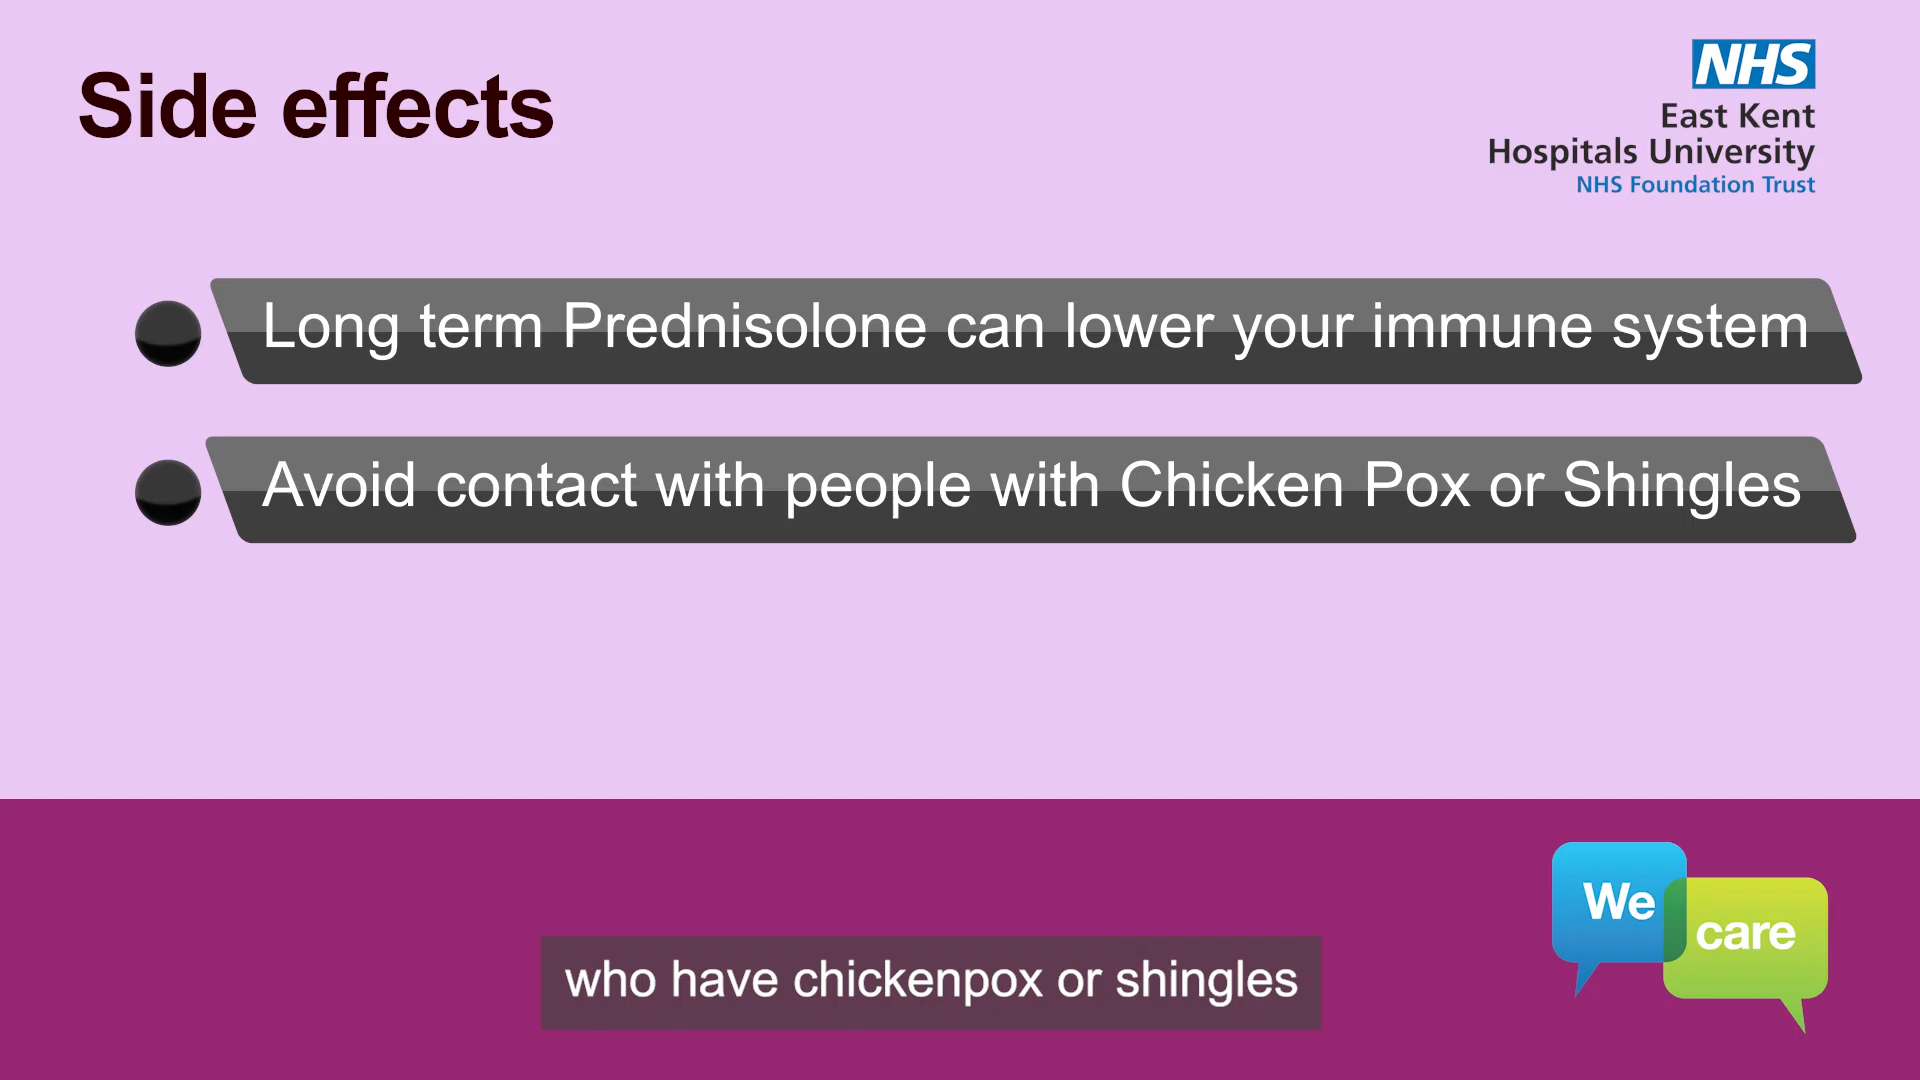 Side effects
NHS
East Kent
Hospitals University
NHS Foundation Trust
Long term Prednisolone can lower your immune system
Avoid contact with people with Chicken Pox or Shingles
We
care
who have chickenpox or shingles